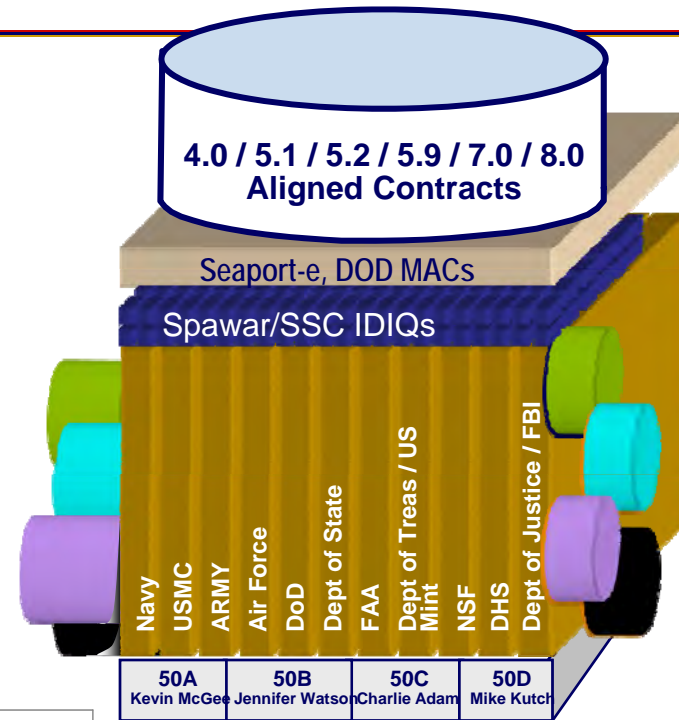 4.0 / 5.1 / 5.2 / 5.9 / 7.0 / 8.0
Aligned Contracts
Seaport-e, DOD MACs
Spawar/SSC IDIQs
Navy
USMC
ARMY
Air Force
DoD
Dept of State
FAA
Dept of Treas / US
Mint
NSF
DHS
Dept of Justice / FBI
50A
Kevin McGee
50B
Jennifer Watson
50C
Charlie Adam
50D
Mike Kutch